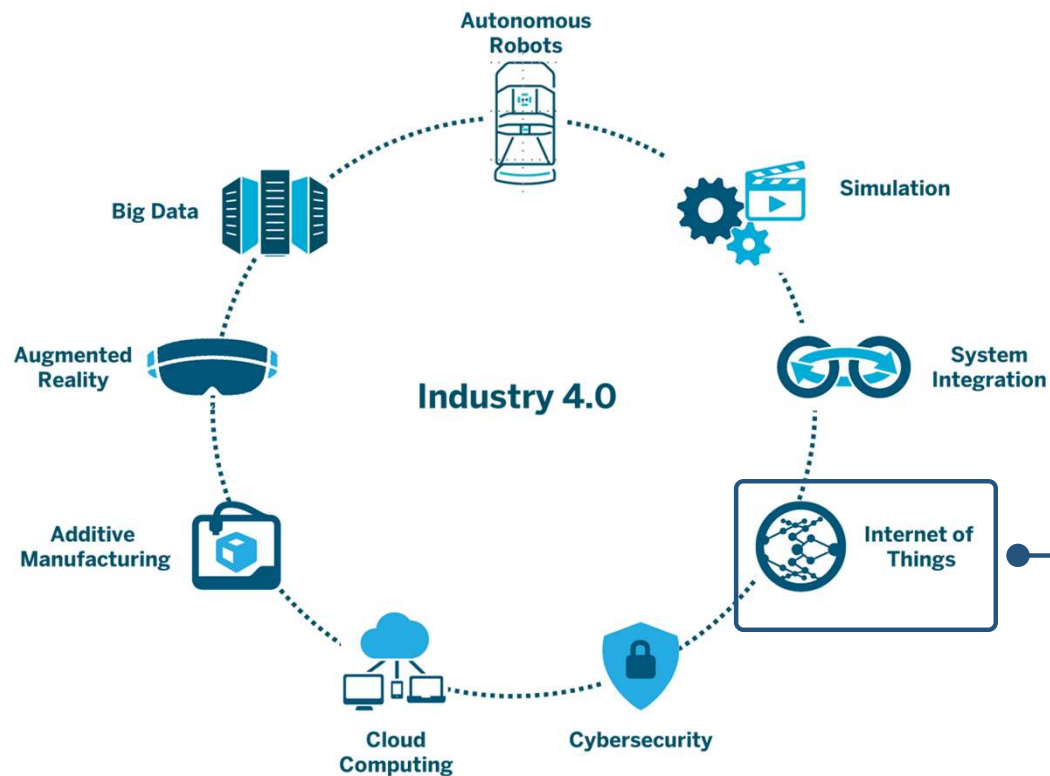 Autonomous
Robots
Big Data
Simulation
Augmented
Reality
Industry 4.0
System
Integration
Additive
Manufacturing
Internet of
Things
Cloud
Computing
Cybersecurity